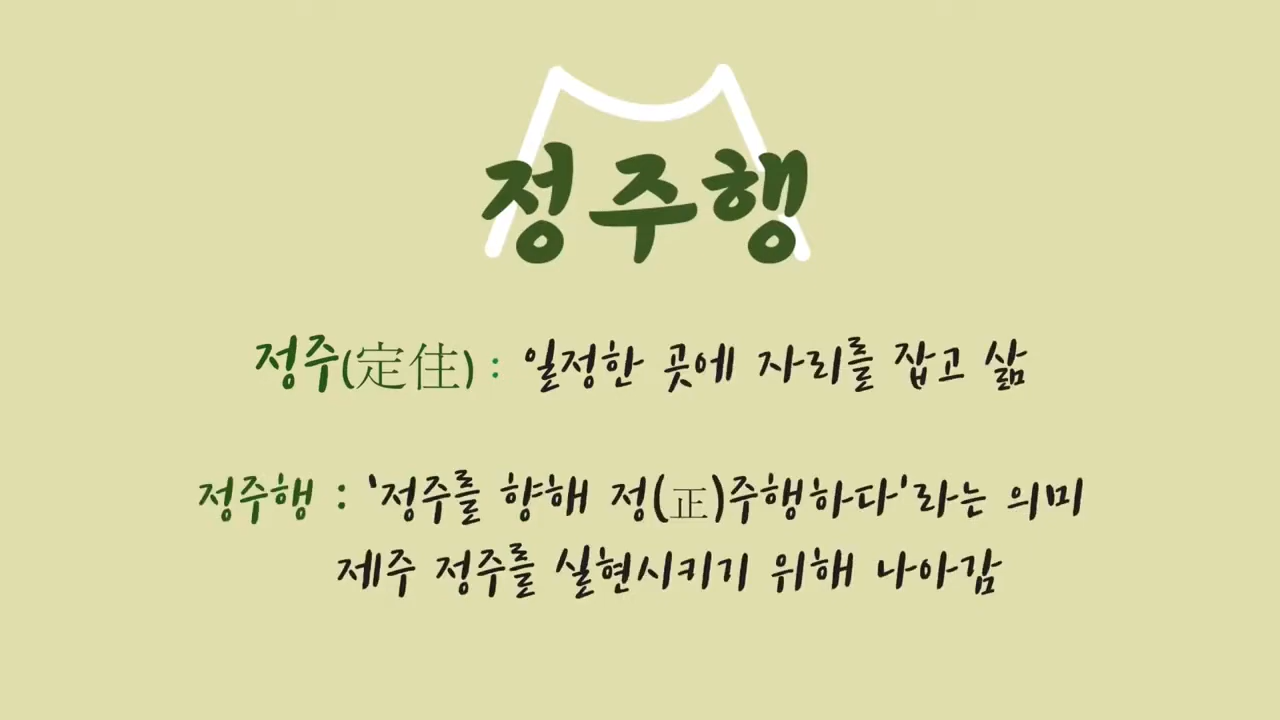 정주행
정주(定住) : 일정한 곳에 자리를 잡고 삶
정주행 : '정주를 향해 정(正)주행하다'라는 의미
제주 정주를 실현시키기 위해 나아감